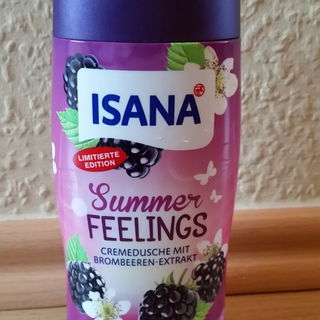 ISANA
LIMITIERTE
EDITION
Summer
FEELINGS
CREMEDUSCHE MIT
BROMBEEREN-EXTRAKT